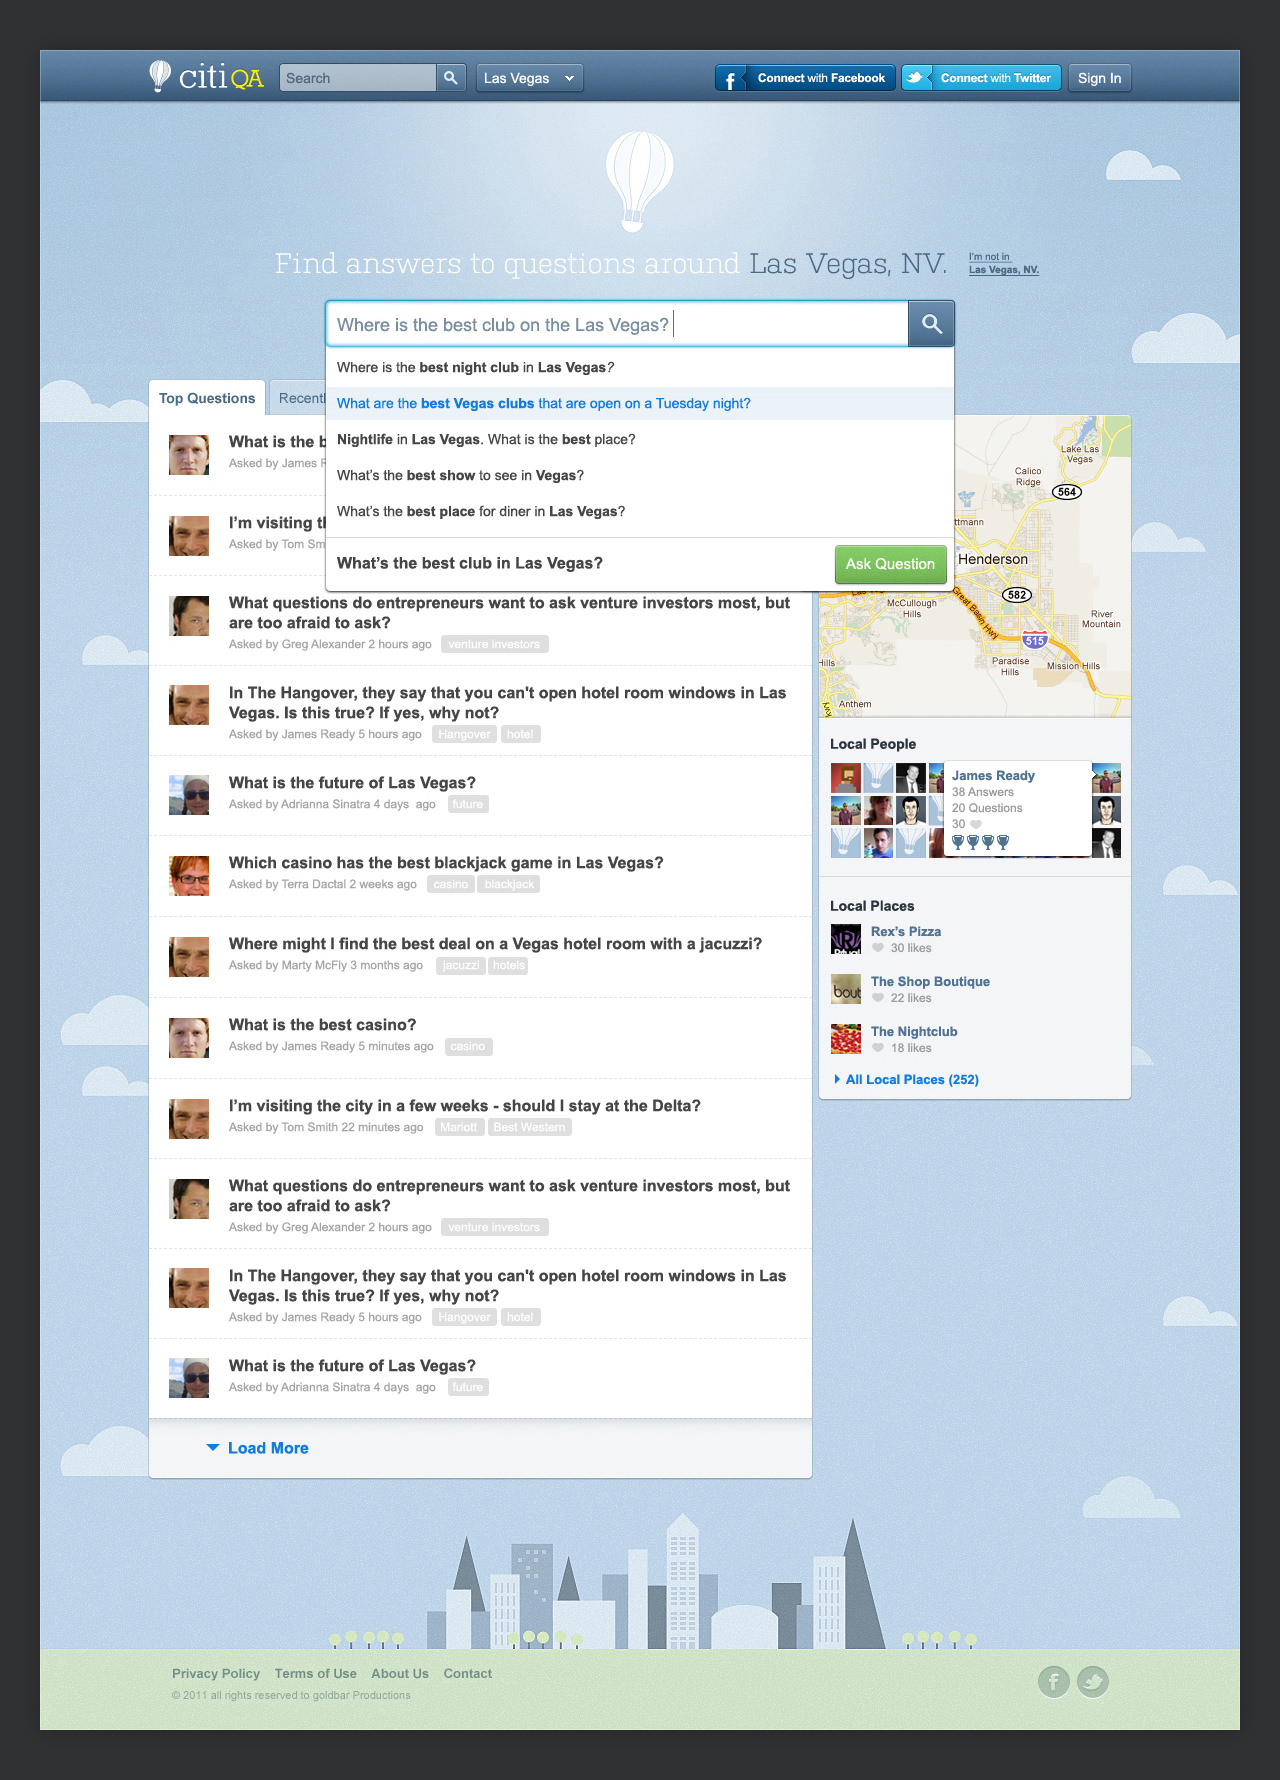 citiQA
Search
Las Vegas
Connect with Facebook
Connect with Twitter
Sign In
Find answers to questions around Las Vegas, NV.
I'm not in
Las Vegas, NV.
Where is the best club on the Las Vegas?
Where is the best night club in Las Vegas?
What are the best Vegas clubs that are open on a Tuesday night?
Nightlife in Las Vegas. What is the best place?
What's the best show to see in Vegas?
What's the best place for diner in Las Vegas?
What's the best club in Las Vegas?
Ask Question
Top Questions
Recent
What is the b
Asked by James R
I'm visiting t
Asked by Tom Sm
What questions do entrepreneurs want to ask venture investors most, but
are too afraid to ask?
Asked by Greg Alexander 2 hours ago venture investors
In The Hangover, they say that you can't open hotel room windows in Las
Vegas. Is this true? If yes, why not?
Asked by James Ready 5 hours ago Hangover hotel
What is the future of Las Vegas?
Asked by Adrianna Sinatra 4 days ago future
Which casino has the best blackjack game in Las Vegas?
Asked by Terra Dactal 2 weeks ago casino blackjack
Where might I find the best deal on a Vegas hotel room with a jacuzzi?
Asked by Marty McFly 3 months ago jacuzzi hotels
What is the best casino?
Asked by James Ready 5 minutes ago casino
I'm visiting the city in a few weeks - should I stay at the Delta?
Asked by Tom Smith 22 minutes ago Mariott Best Western
What questions do entrepreneurs want to ask venture investors most, but
are too afraid to ask?
Asked by Greg Alexander 2 hours ago venture investors
In The Hangover, they say that you can't open hotel room windows in Las
Vegas. Is this true? If yes, why not?
Asked by James Ready 5 hours ago Hangover hotel
What is the future of Las Vegas?
Asked by Adrianna Sinatra 4 days ago future
Load More
Lake Las
Vegas
Calico
Ridge
564
ttmann
Henderson
582
McCullough
Hills
Great Basin Hwy
River
Mountain
515
Hills
Paradise
Hills
Mission Hills
Anthem
Local People
James Ready
38 Answers
20 Questions
30
Local Places
Rex's Pizza
30 likes
The Shop Boutique
bout
22 likes
The Nightclub
18 likes
All Local Places (252)
Privacy Policy Terms of Use About Us Contact
© 2011 all rights reserved to goldbar Productions